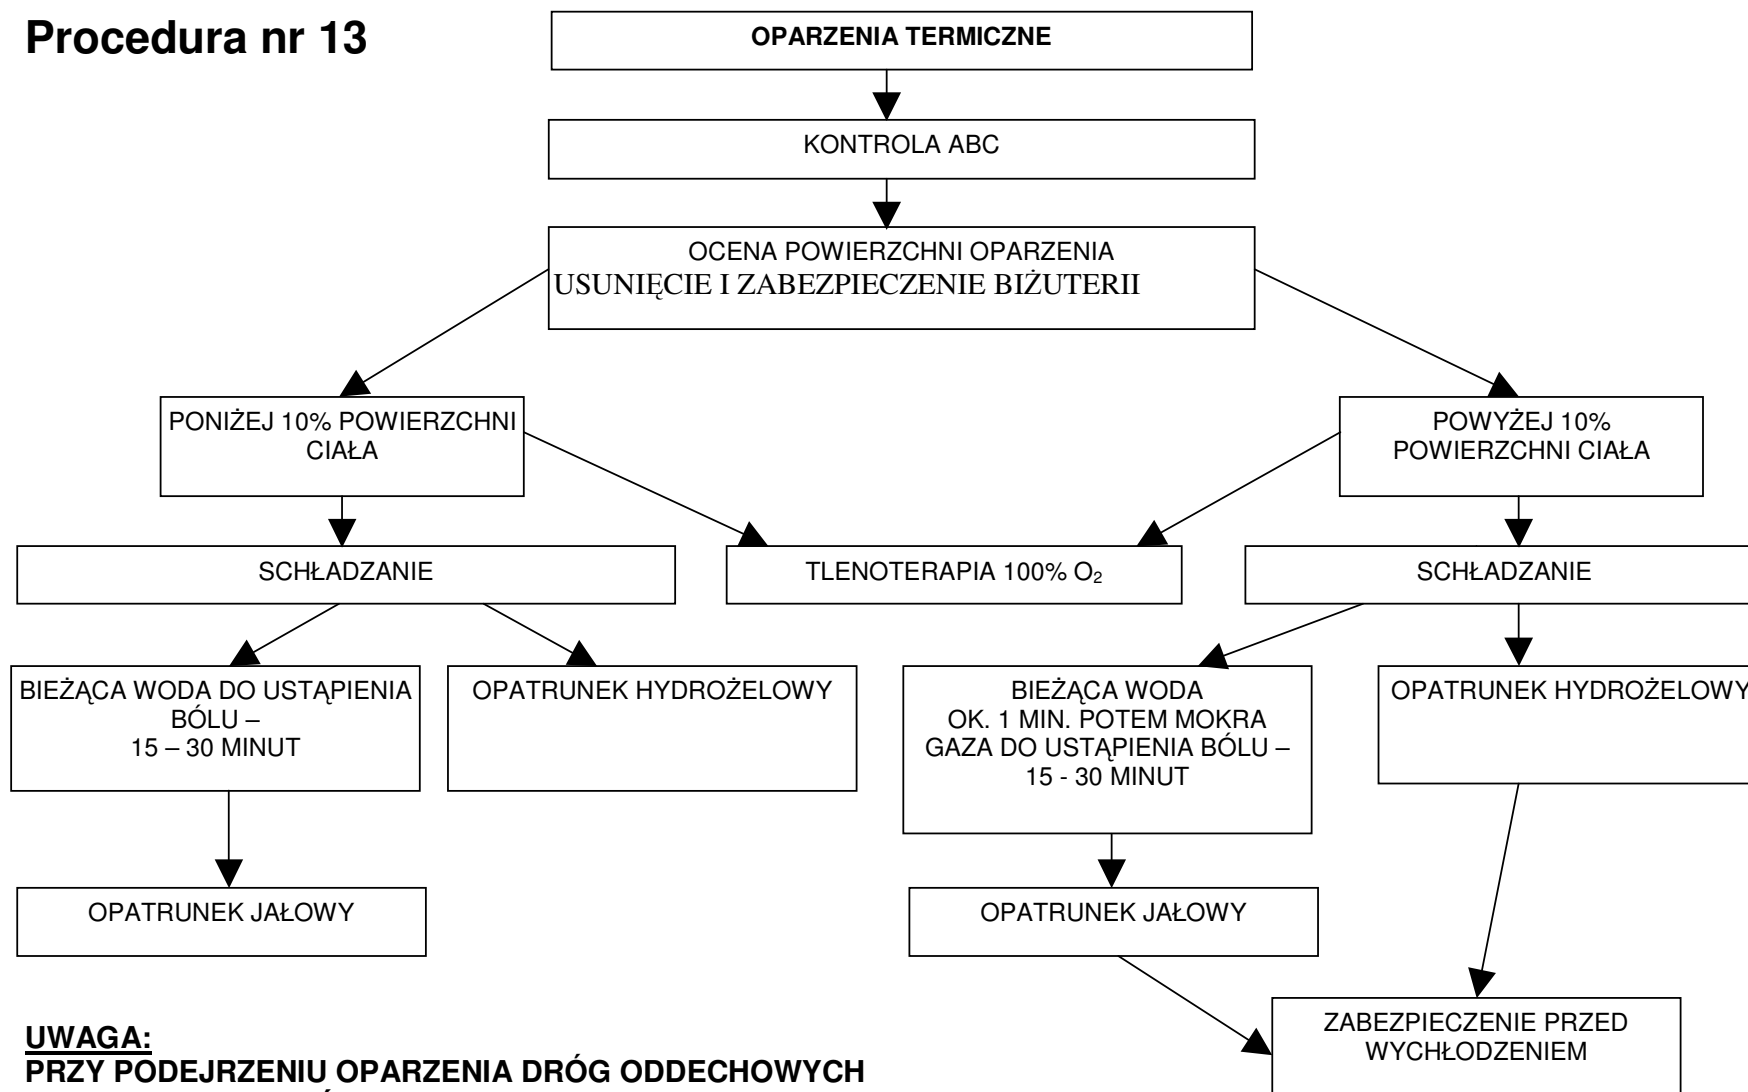 Procedura nr 13
OPARZENIA TERMICZNE
KONTROLA ABC
OCENA POWIERZCHNI OPARZENIA
USUNIĘCIE I ZABEZPIECZENIE BIŻUTERII
PONIŻEJ 10% POWIERZCHNI
CIAŁA
POWYŻEJ 10%
POWIERZCHNI CIAŁA
SCHŁADZANIE
TLENOTERAPIA 100% O₂
SCHŁADZANIE
BIEŻĄCA WODA DO USTĄPIENIA
BÓLU –
15 – 30 MINUT
OPATRUNEK HYDROŻELOWY
BIEŻĄCA WODA
OK. 1 MIN. POTEM MOKRA
GAZA DO USTĄPIENIA BÓLU –
15 - 30 MINUT
OPATRUNEK HYDROŻELOWY
OPATRUNEK JAŁOWY
OPATRUNEK JAŁOWY
ZABEZPIECZENIE PRZED
WYCHŁODZENIEM
UWAGA:
PRZY PODEJRZENIU OPARZENIA DRÓG ODDECHOWYCH